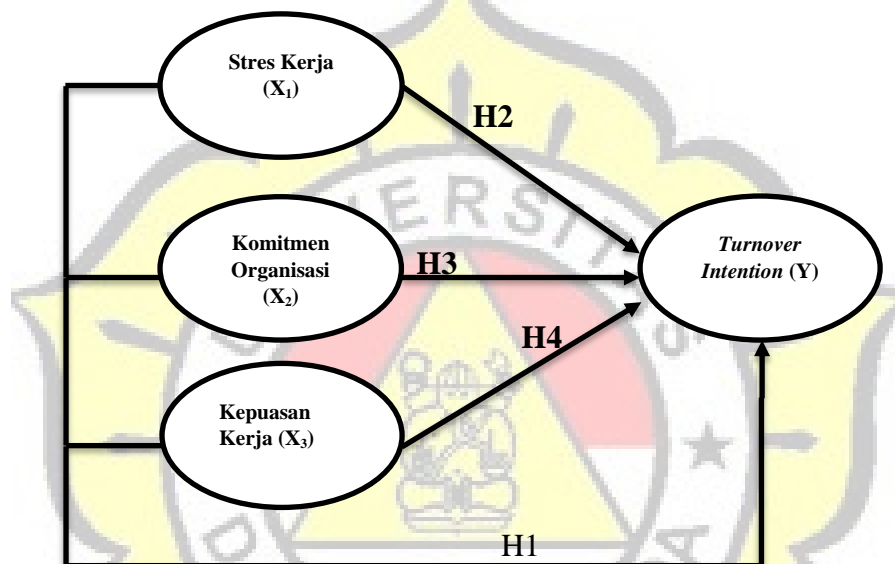 Stres Kerja
(X₁)
H2
Komitmen
Organisasi
(X₂)
H3
Turnover
Intention (Y)
H4
Kepuasan
Kerja (X₃)
H1